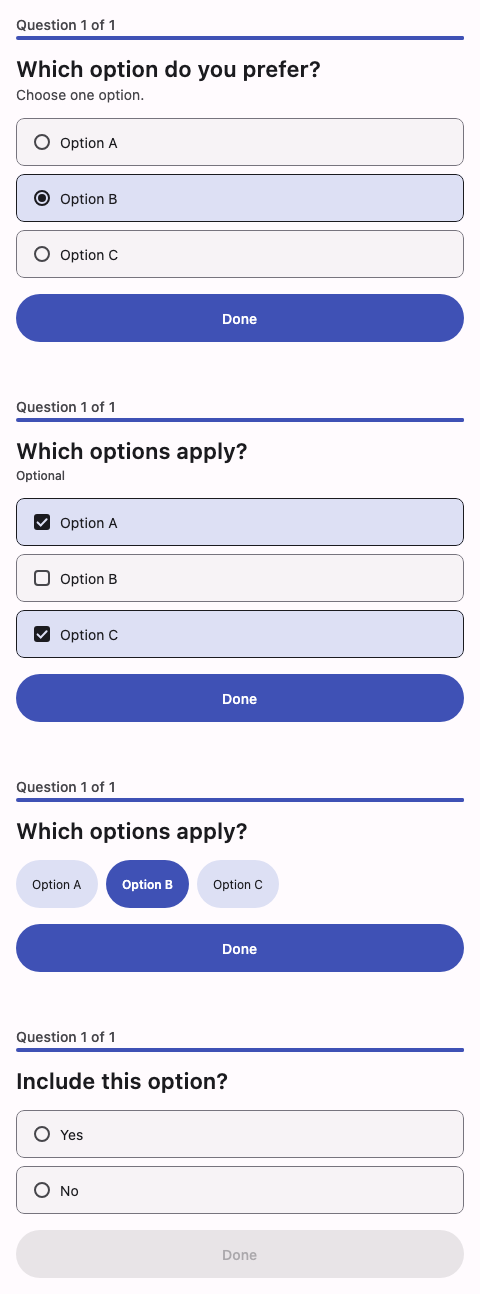 Question 1 of 1
Which option do you prefer?
Choose one option.
Option A
Option B
Option C
Done
Question 1 of 1
Which options apply?
Optional
Option A
Option B
Option C
Done
Question 1 of 1
Which options apply?
Option A Option B Option C
Done
Question 1 of 1
Include this option?
Yes
No
Done